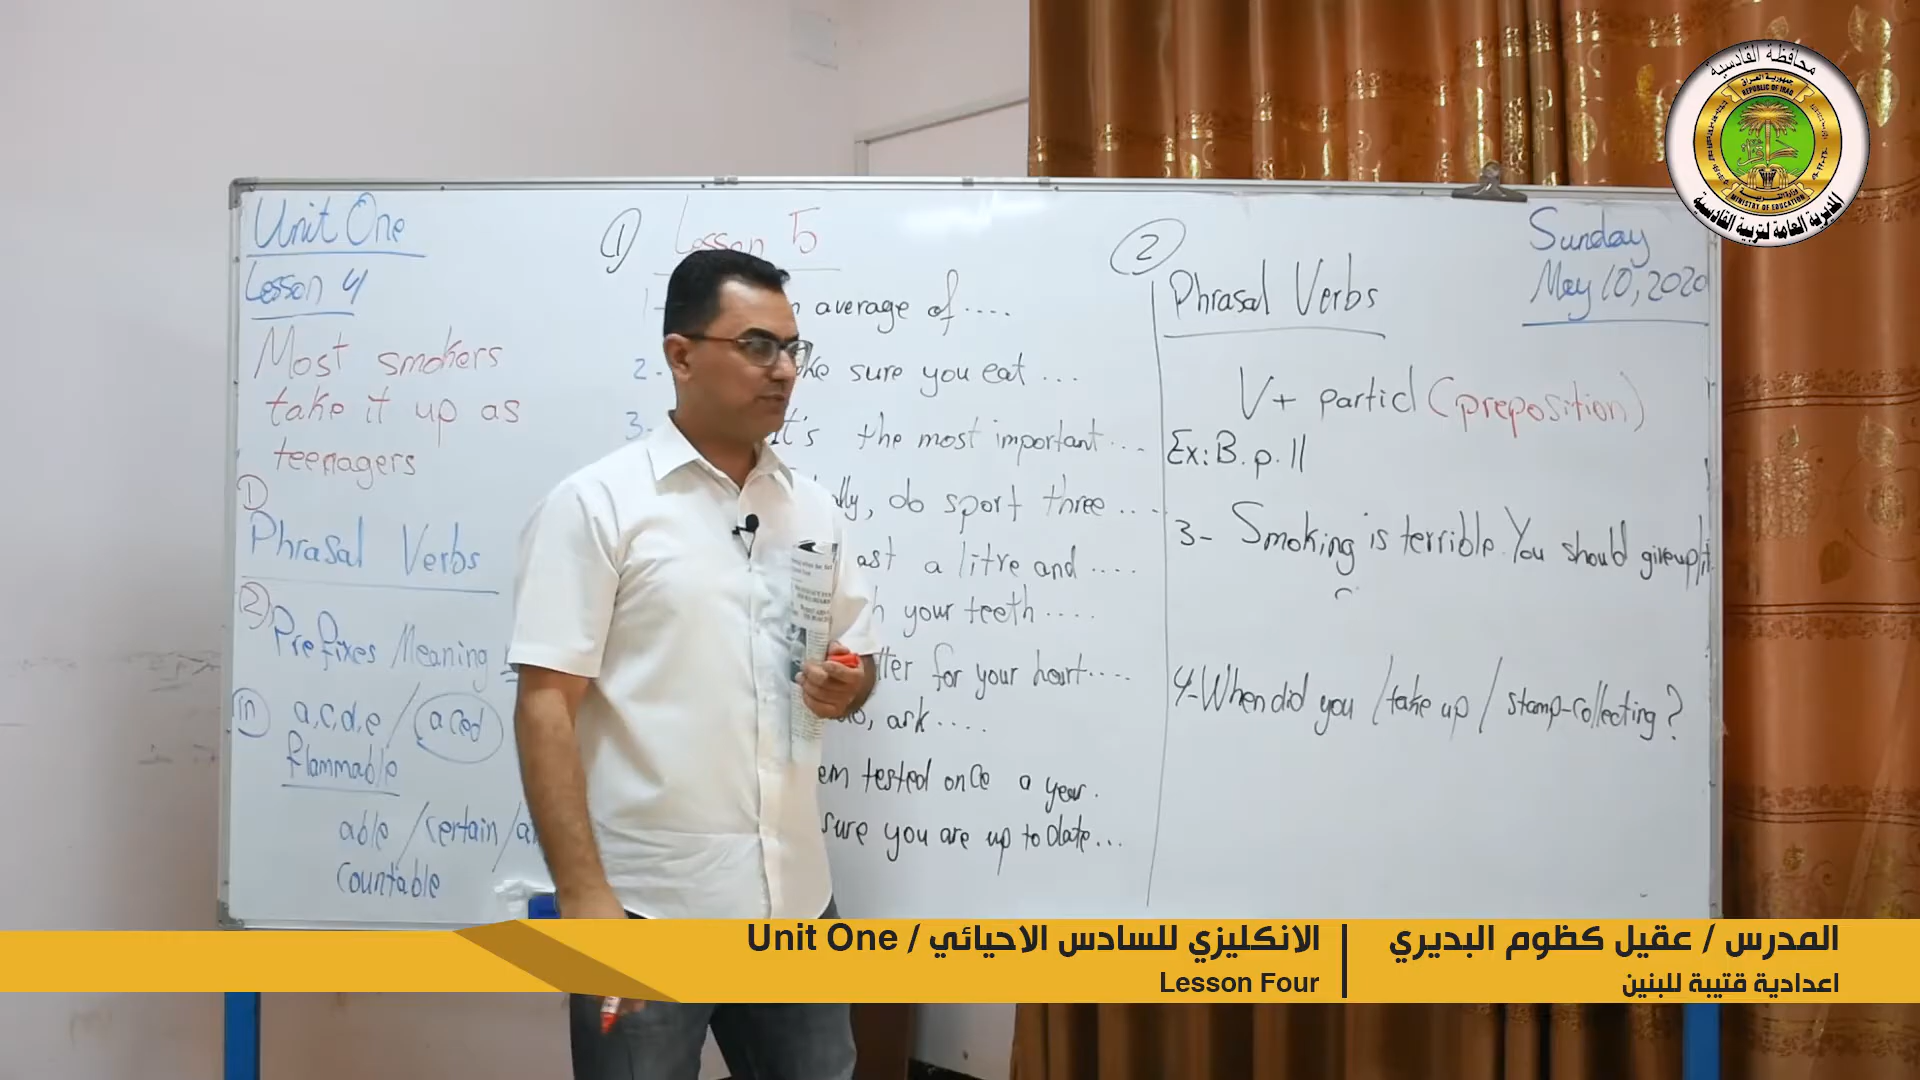 Unit One
Lesson 4
Most smokers
take it up as
teenagers
①
Phrasal Verbs
②
Prefixes Meaning
in a,c,d,e / aced
flammable
able / certain /
countable
① Lesson 5
average of ....
2- sure you eat ...
3- It's the most important ...
do sport three ...
a litre and ....
your teeth ....
for your heart....
ask ....
tested once a year.
sure you are up to date...
②
Phrasal Verbs
V + particl (preposition)
Ex: B. p. 11
3- Smoking is terrible. You should give up/it
4- When did you / take up / stamp-collecting?
Sunday
May 10, 2020
محافظة القادسية
جمهورية العراق
REPUBLIC OF IRAQ
MINISTRY OF EDUCATION
المديرية العامة لتربية القادسية
المدرس / عقيل كظوم البديري
اعدادية قتيبة للبنين
الانكليزي للسادس الاحيائي / Unit One
Lesson Four